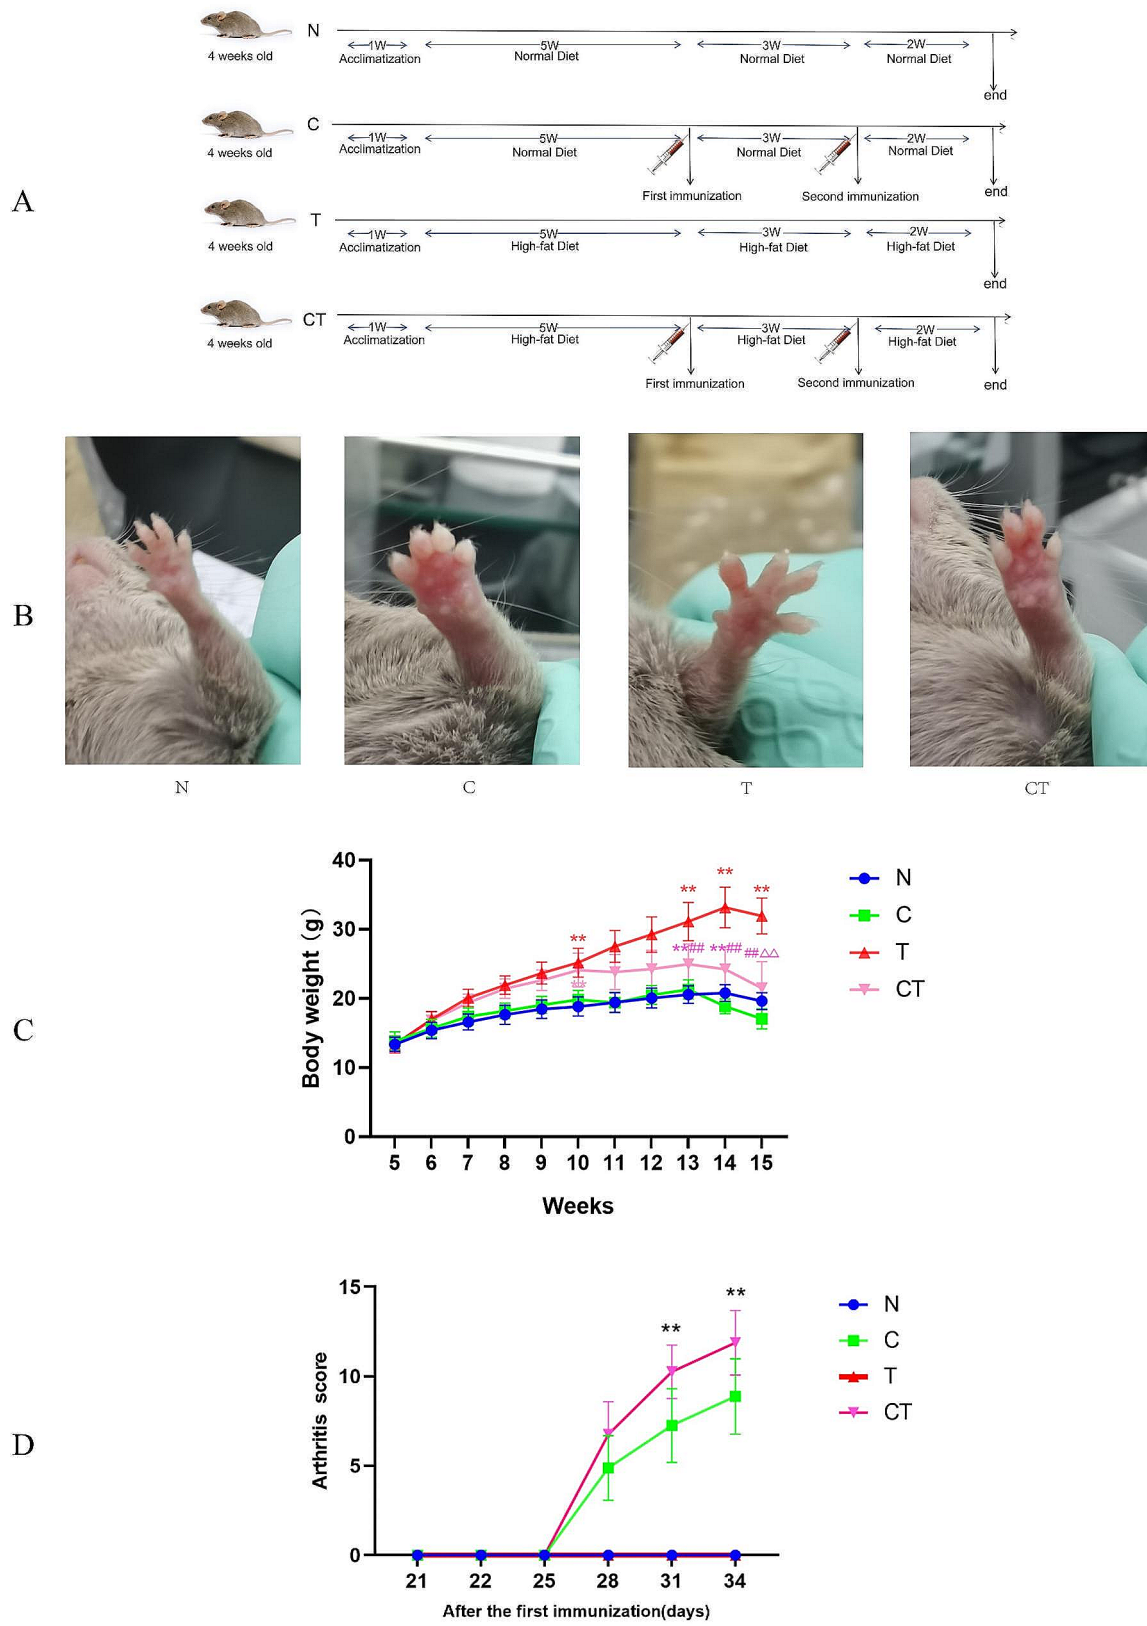 A
N
4 weeks old
1W
5W
3W
2W
Acclimatization
Normal Diet
Normal Diet
Normal Diet
end
C
4 weeks old
1W
5W
3W
2W
Acclimatization
Normal Diet
Normal Diet
Normal Diet
First immunization
Second immunization
end
T
4 weeks old
1W
5W
3W
2W
Acclimatization
High-fat Diet
High-fat Diet
High-fat Diet
end
CT
4 weeks old
1W
5W
3W
2W
Acclimatization
High-fat Diet
High-fat Diet
High-fat Diet
First immunization
Second immunization
end
B
N
C
T
CT
C
Body weight (g)
40
30
20
10
0
**
**
**
**
**
**##
**##
##△△
5 6 7 8 9 10 11 12 13 14 15
Weeks
N
C
T
CT
D
Arthritis score
15
10
5
0
**
**
21 22 25 28 31 34
After the first immunization(days)
N
C
T
CT